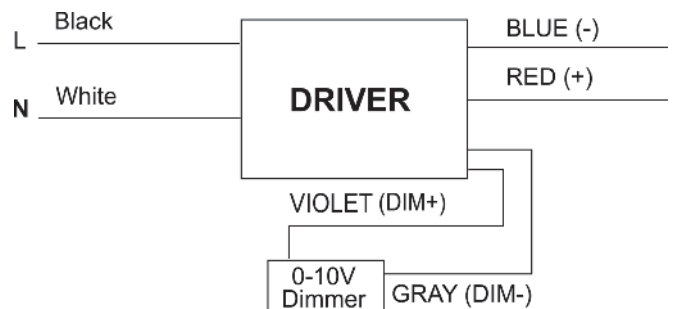 Black
L
BLUE (-)
White
N
DRIVER
RED (+)
VIOLET (DIM+)
0-10V
Dimmer
GRAY (DIM-)